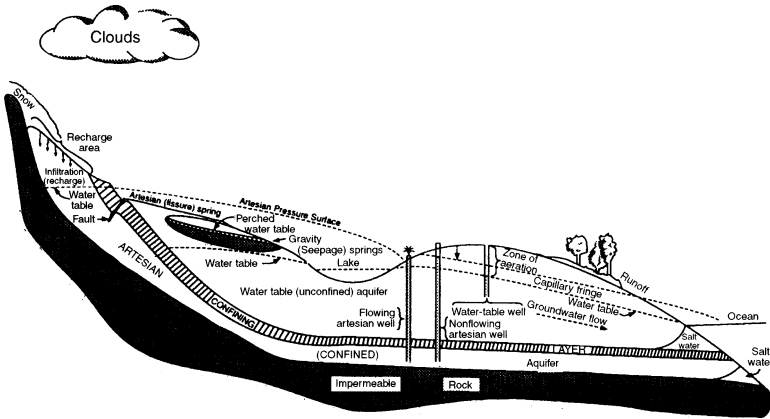 Clouds
Snow
Recharge
area
Infiltration
(recharge)
Water
table
Fault
Artesian (fissure) spring
Artesian Pressure Surface
Perched
water table
Gravity
(Seepage) springs
Lake
Water table
Water table (unconfined) aquifer
Zone of
aeration
Capillary fringe
Runoff
Water table
Ocean
Flowing
artesian well
Water-table well
Nonflowing
artesian well
Groundwater flow
Salt
water
Salt
wate
ARTESIAN
CONFINING
LAYER
(CONFINED)
Aquifer
Impermeable
Rock